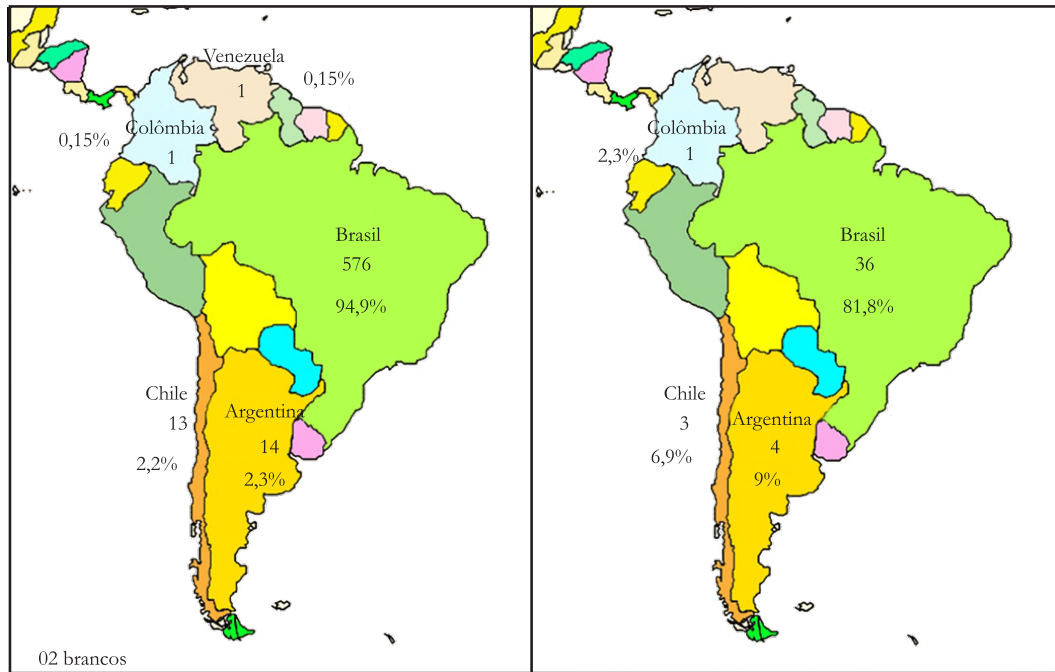 Venezuela
1
0,15%
Colômbia
1
0,15%
Brasil
576
94,9%
Chile
13
2,2%
Argentina
14
2,3%
02 brancos
Colômbia
1
2,3%
Brasil
36
81,8%
Chile
3
6,9%
Argentina
4
9%